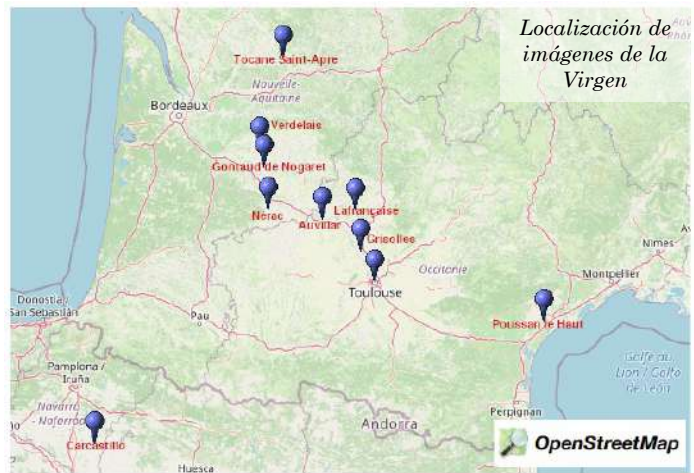 Localización de
imágenes de la
Virgen
Tocane Saint-Apre
Nouvelle-
Aquitaine
Bordeaux
Verdelais
Gontaud de Nogaret
Nérac
Lafrançaise
Auvillar
Grisolles
Occitanie
Nîmes
Montpellier
Toulouse
Donostia /
San Sebastián
Pau
Poussan le Haut
Golfe du
Lion / Golfo
de León
Pamplona /
Iruña
Perpignan
Navarra
- Nafarroa
Andorra
Carcastillo
Huesca
OpenStreetMap